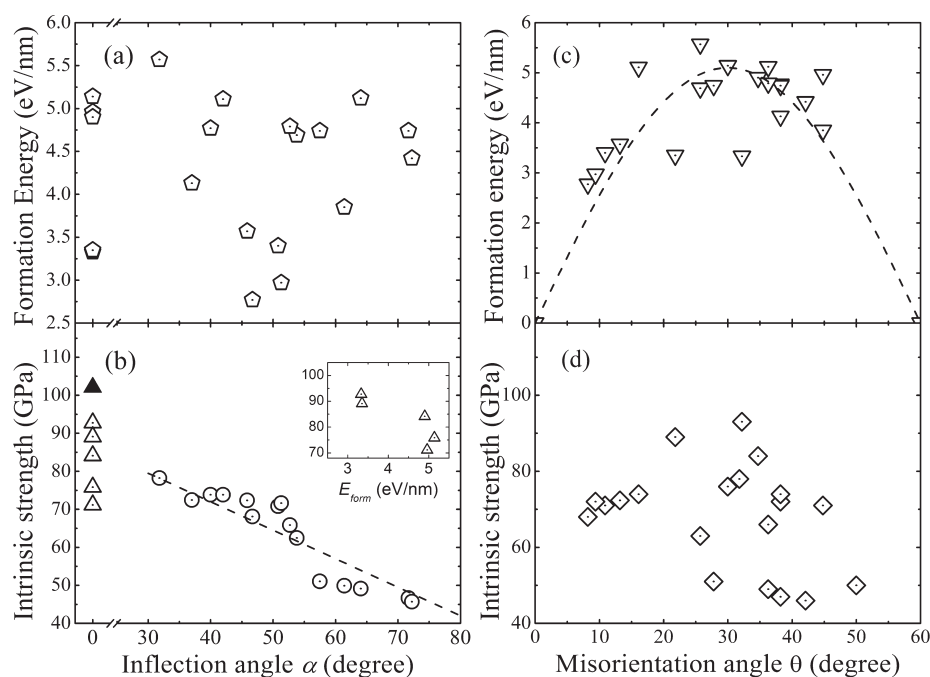 (a)
Formation Energy (eV/nm)
6.0
5.5
5.0
4.5
4.0
3.5
3.0
2.5
(c)
Formation energy (eV/nm)
6
5
4
3
2
1
0
(b)
Intrinsic strength (GPa)
110
100
90
80
70
60
50
40
0 30 40 50 60 70 80
Inflection angle α (degree)
100
90
80
70
3 4 5
E_form (eV/nm)
(d)
Intrinsic strength (GPa)
100
80
60
40
0 10 20 30 40 50 60
Misorientation angle θ (degree)